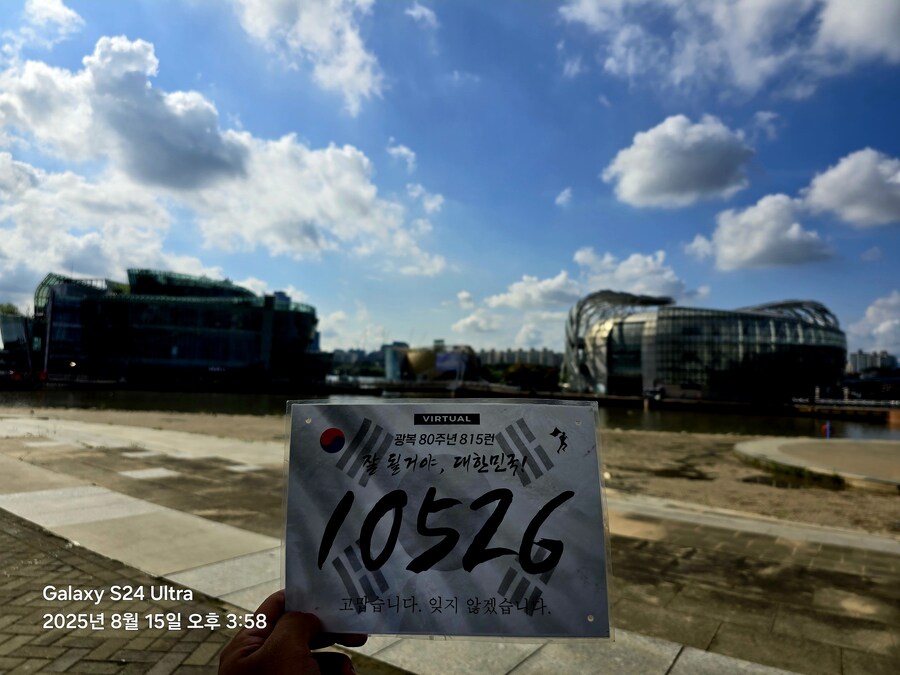 VIRTUAL
광복 80주년 815런
잘 될거야, 대한민국!
10526
고맙습니다. 잊지 않겠습니다.
Galaxy S24 Ultra
2025년 8월 15일 오후 3:58